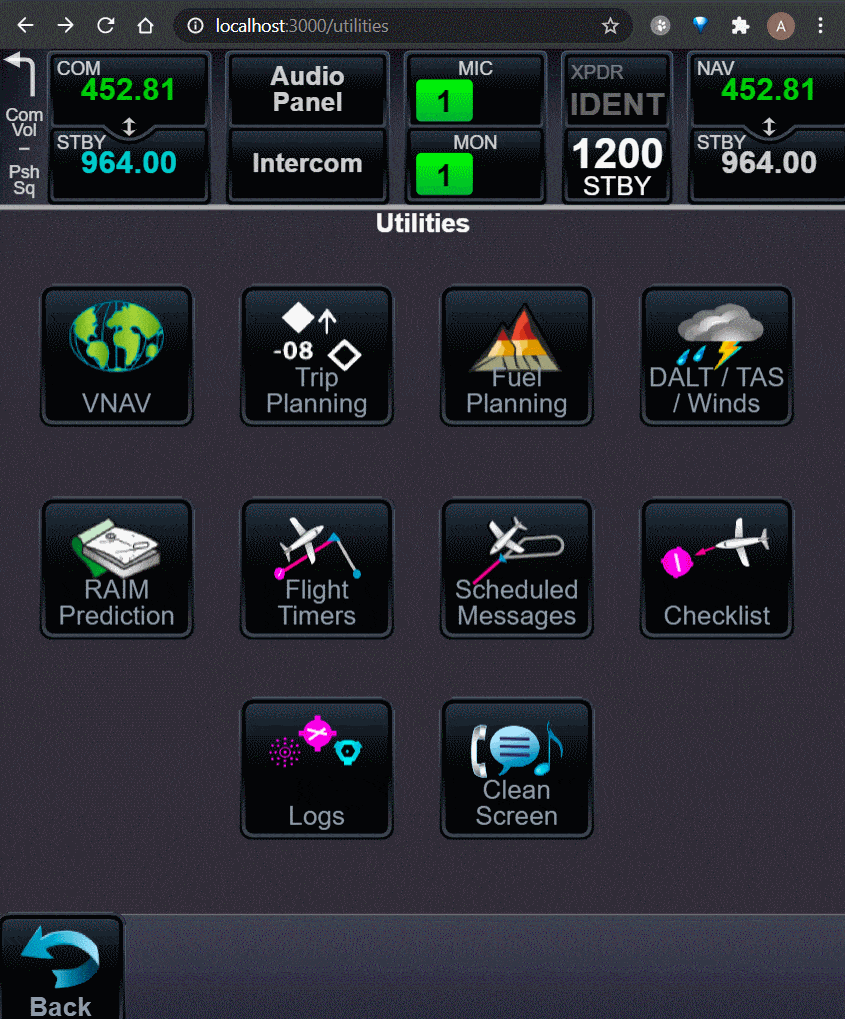 localhost:3000/utilities
A
Com
Vol
–
Psh
Sq
COM
452.81
STBY
964.00
Audio
Panel
Intercom
MIC
1
MON
1
XPDR
IDENT
1200
STBY
NAV
452.81
STBY
964.00
Utilities
VNAV
-08
Trip
Planning
Fuel
Planning
DALT / TAS
/ Winds
RAIM
Prediction
Flight
Timers
Scheduled
Messages
Checklist
Logs
Clean
Screen
Back